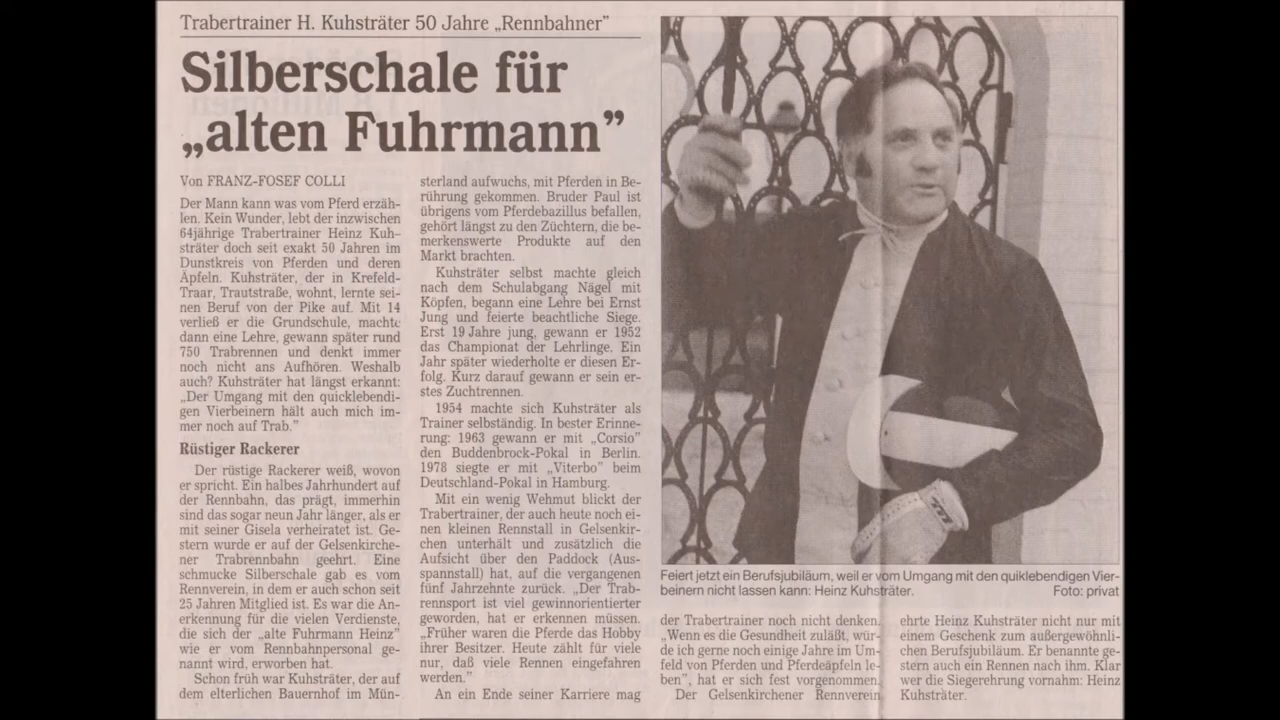 Trabertrainer H. Kuhsträter 50 Jahre „Rennbahner”
Silberschale für
„alten Fuhrmann”
Von FRANZ-FOSEF COLLI
Der Mann kann was vom Pferd erzäh-
len. Kein Wunder, lebt der inzwischen
64jährige Trabertrainer Heinz Kuh-
sträter doch seit exakt 50 Jahren im
Dunstkreis von Pferden und deren
Äpfeln. Kuhsträter, der in Krefeld-
Traar, Trautstraße, wohnt, lernte sei-
nen Beruf von der Pike auf. Mit 14
verließ er die Grundschule, machte
dann eine Lehre, gewann später rund
750 Trabrennen und denkt immer
noch nicht ans Aufhören. Weshalb
auch? Kuhsträter hat längst erkannt:
„Der Umgang mit den quicklebendi-
gen Vierbeinern hält auch mich im-
mer noch auf Trab.”
Rüstiger Rackerer
Der rüstige Rackerer weiß, wovon
er spricht. Ein halbes Jahrhundert auf
der Rennbahn, das prägt, immerhin
sind das sogar neun Jahr länger, als er
mit seiner Gisela verheiratet ist. Ge-
stern wurde er auf der Gelsenkirche-
ner Trabrennbahn geehrt. Eine
schmucke Silberschale gab es vom
Rennverein, in dem er auch schon seit
25 Jahren Mitglied ist. Es war die An-
erkennung für die vielen Verdienste,
die sich der „alte Fuhrmann Heinz”
wie er vom Rennbahnpersonal ge-
nannt wird, erworben hat.
Schon früh war Kuhsträter, der auf
dem elterlichen Bauernhof im Mün-
sterland aufwuchs, mit Pferden in Be-
rührung gekommen. Bruder Paul ist
übrigens vom Pferdebazillus befallen,
gehört längst zu den Züchtern, die be-
merkenswerte Produkte auf den
Markt brachten.
Kuhsträter selbst machte gleich
nach dem Schulabgang Nägel mit
Köpfen, begann eine Lehre bei Ernst
Jung und feierte beachtliche Siege.
Erst 19 Jahre jung, gewann er 1952
das Championat der Lehrlinge. Ein
Jahr später wiederholte er diesen Er-
folg. Kurz darauf gewann er sein er-
stes Zuchtrennen.
1954 machte sich Kuhsträter als
Trainer selbständig. In bester Erinne-
rung: 1963 gewann er mit „Corsio”
den Buddenbrock-Pokal in Berlin.
1978 siegte er mit „Viterbo” beim
Deutschland-Pokal in Hamburg.
Mit ein wenig Wehmut blickt der
Trabertrainer, der auch heute noch ei-
nen kleinen Rennstall in Gelsenkir-
chen unterhält und zusätzlich die
Aufsicht über den Paddock (Aus-
spannstall) hat, auf die vergangenen
fünf Jahrzehnte zurück. „Der Trab-
rennsport ist viel gewinnorientierter
geworden, hat er erkennen müssen.
„Früher waren die Pferde das Hobby
ihrer Besitzer. Heute zählt für viele
nur, daß viele Rennen eingefahren
werden.”
An ein Ende seiner Karriere mag
Feiert jetzt ein Berufsjubiläum, weil er vom Umgang mit den quiklebendigen Vier-
beinern nicht lassen kann: Heinz Kuhsträter. Foto: privat
der Trabertrainer noch nicht denken.
„Wenn es die Gesundheit zuläßt, wür-
de ich gerne noch einige Jahre im Um-
feld von Pferden und Pferdeäpfeln le-
ben”, hat er sich fest vorgenommen.
Der Gelsenkirchener Rennverein
ehrte Heinz Kuhsträter nicht nur mit
einem Geschenk zum außergewöhnli-
chen Berufsjubiläum. Er benannte ge-
stern auch ein Rennen nach ihm. Klar
wer die Siegerehrung vornahm: Heinz
Kuhsträter.